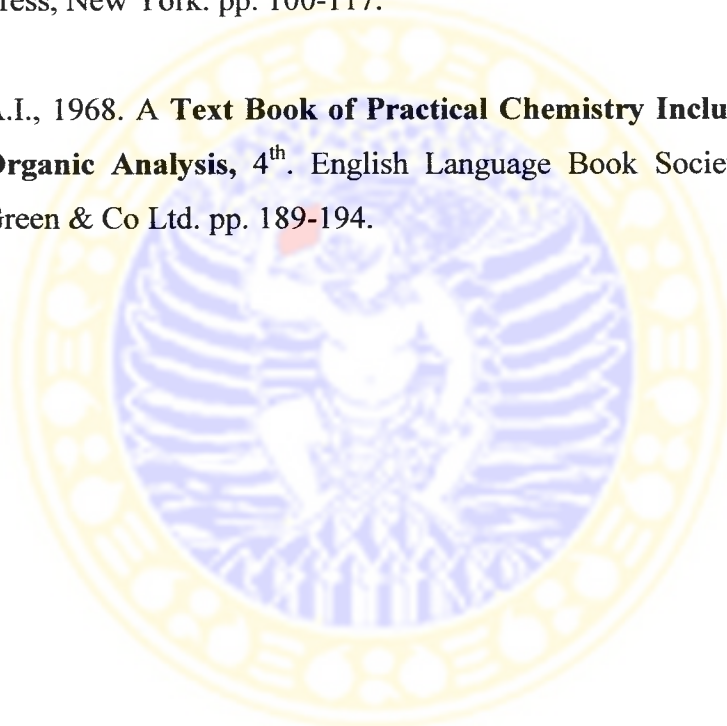 ress, New York. pp. 100-117.
A.I., 1968. A Text Book of Practical Chemistry Inclu
Organic Analysis, 4th. English Language Book Socie
Green & Co Ltd. pp. 189-194.